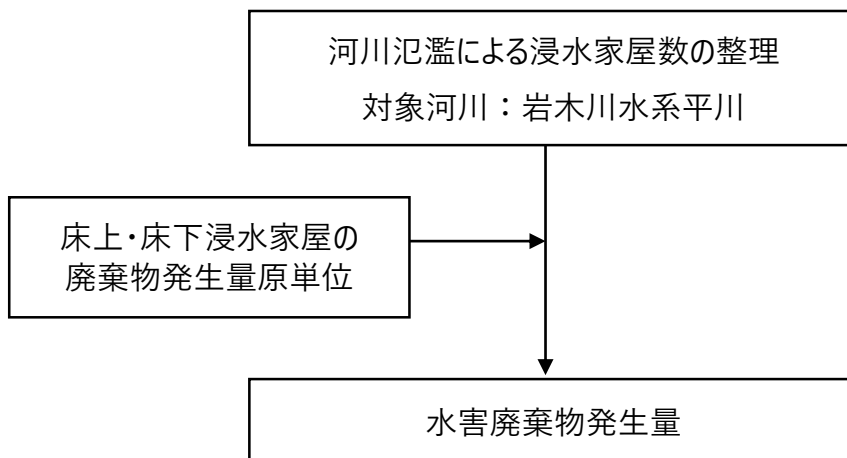 河川氾濫による浸水家屋数の整理
対象河川：岩木川水系平川
床上・床下浸水家屋の
廃棄物発生量原単位
水害廃棄物発生量